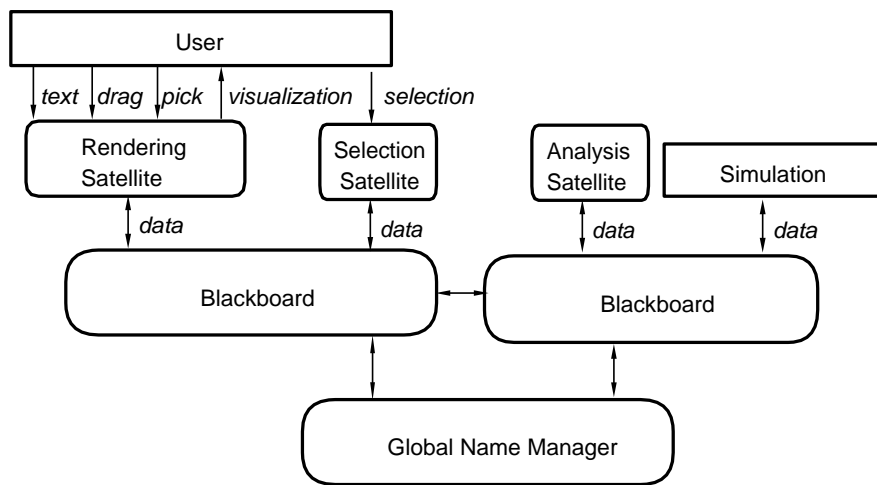 User
text drag pick visualization selection
Rendering
Satellite
Selection
Satellite
Analysis
Satellite
Simulation
data
data
data
data
Blackboard
Blackboard
Global Name Manager